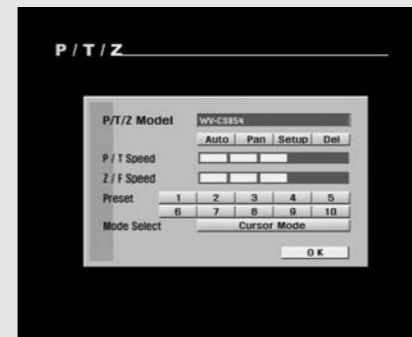 P / T / Z
P/T/Z Model WV-CS854
Auto Pan Setup Del
P / T Speed
Z / F Speed
Preset 1 2 3 4 5
6 7 8 9 10
Mode Select Cursor Mode
O K